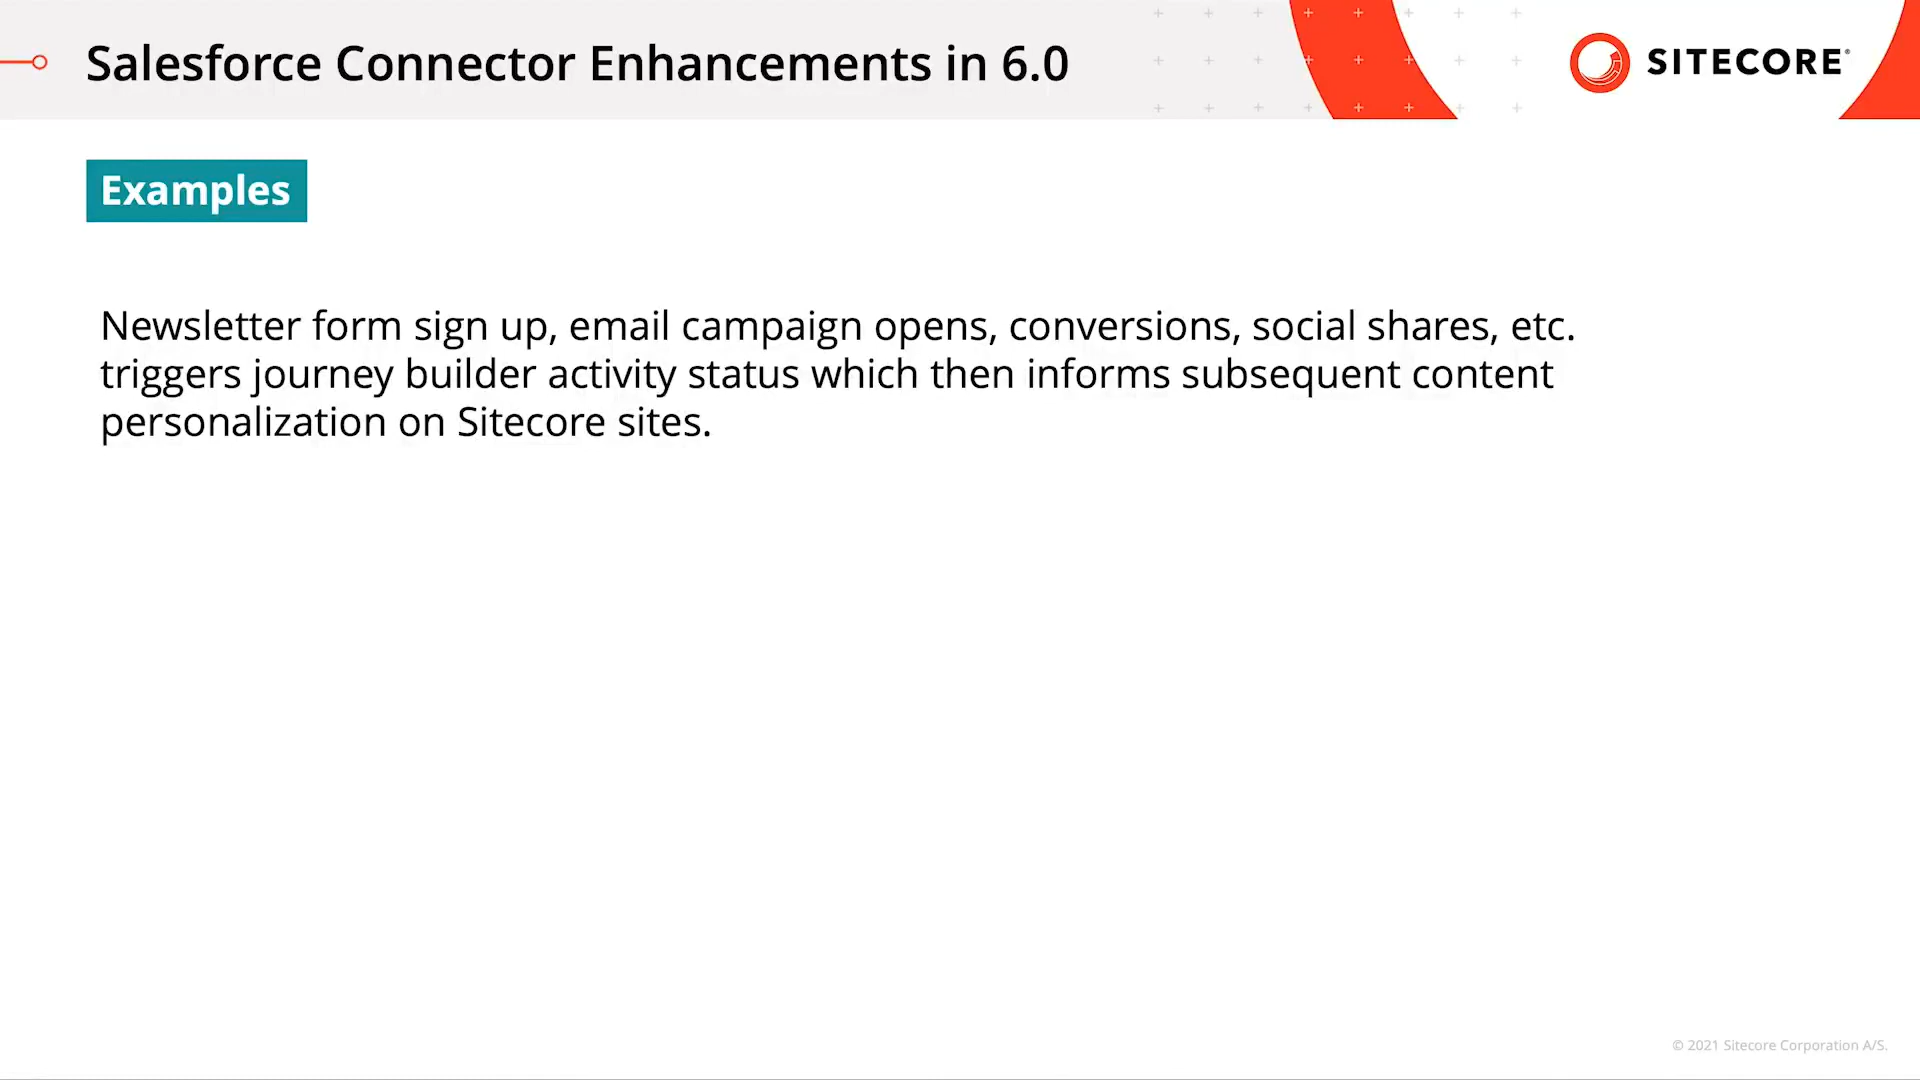 Salesforce Connector Enhancements in 6.0
SITECORE®
Examples
Newsletter form sign up, email campaign opens, conversions, social shares, etc.
triggers journey builder activity status which then informs subsequent content
personalization on Sitecore sites.
© 2021 Sitecore Corporation A/S.